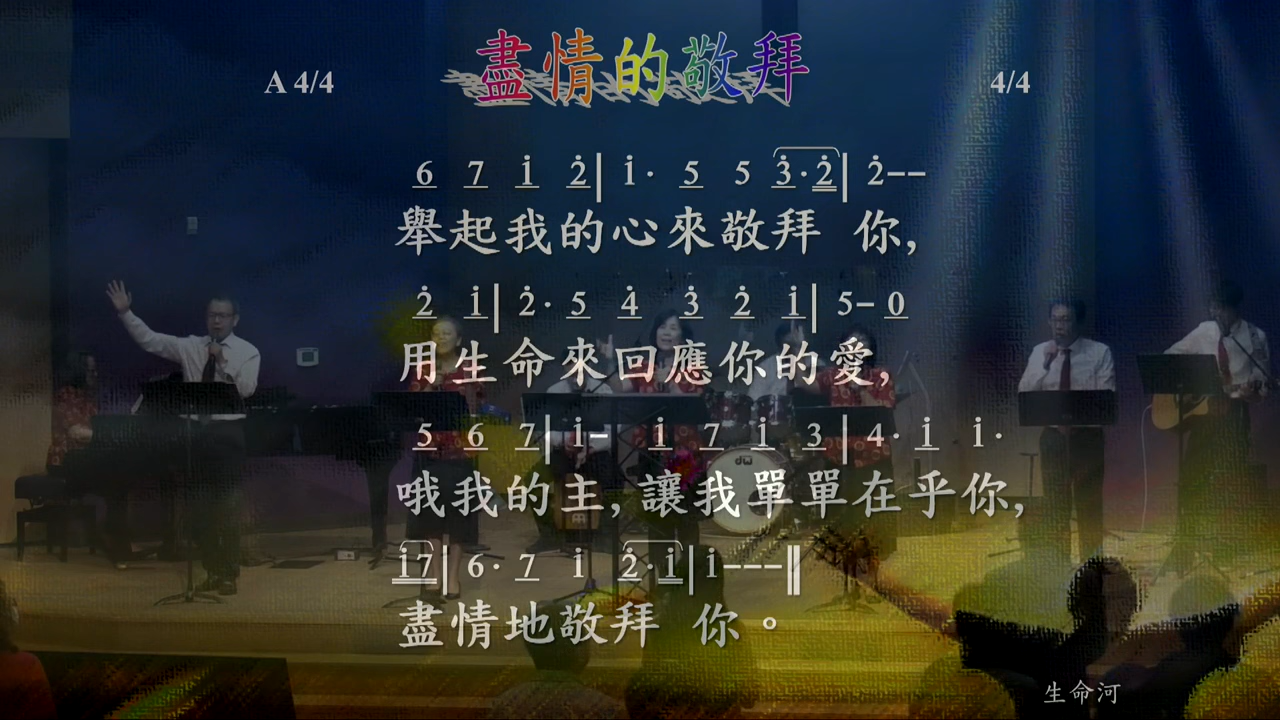 盡情的敬拜
A 4/4 4/4
6 7 i 2̇ | i · 5 5 3̇ · 2̇ | 2̇ – –
舉起我的心來敬拜 你,
2̇ i | 2̇ · 5 4̇ 3̇ 2̇ i | 5 – 0
用生命來回應你的愛,
5 6 7 | i – i 7 i 3 | 4 · i i ·
哦我的主, 讓我單單在乎你,
i 7 | 6 · 7 i 2̇ · i | i – – – ‖
盡情地敬拜 你。
dw
生命河